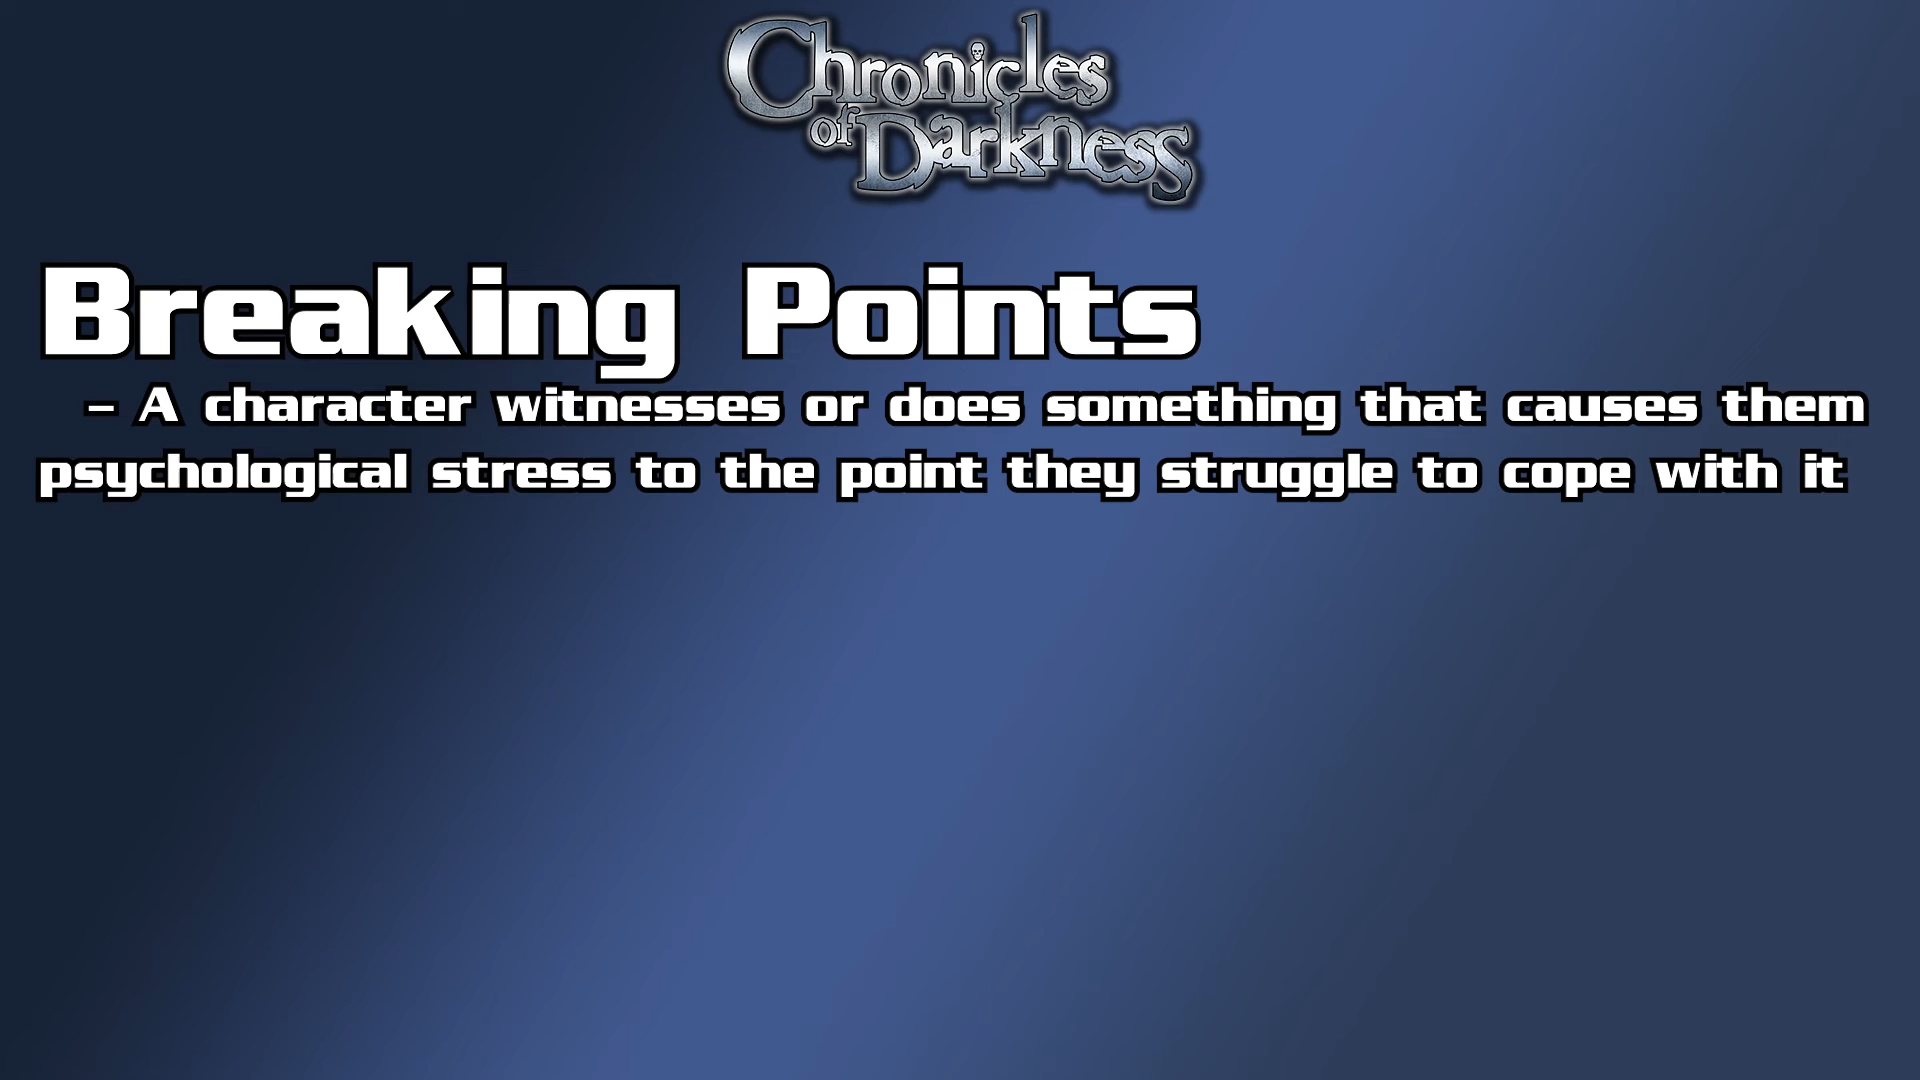 Chronicles
of Darkness
Breaking Points
– A character witnesses or does something that causes them
psychological stress to the point they struggle to cope with it